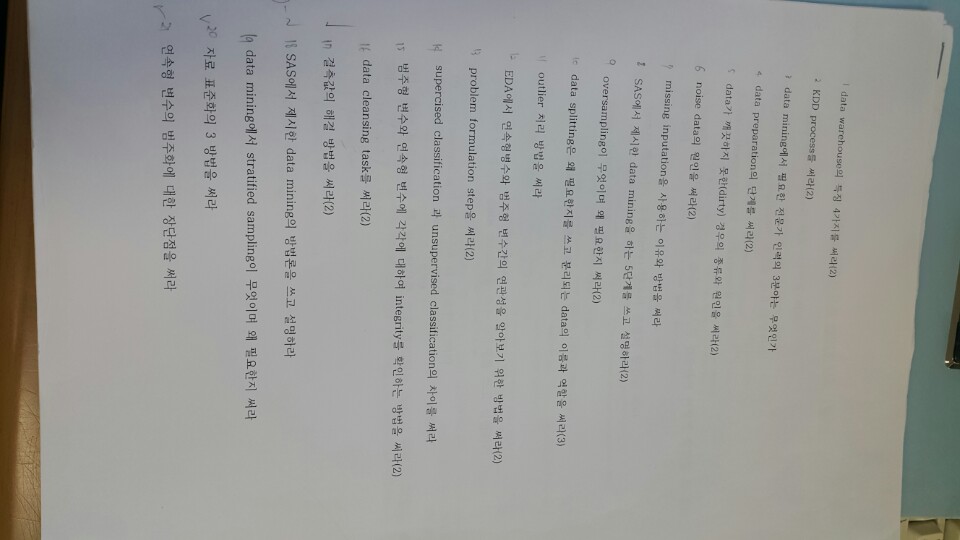 1 data warehouse의 특징 4가지를 써라(2)
2 KDD process를 써라(2)
3 data mining에서 필요한 전문가 인력의 3분야는 무엇인가
4 data preparation의 단계를 써라(2)
5 data가 깨끗하지 못한(dirty) 경우의 종류와 원인을 써라(2)
6 noise data의 원인을 써라(2)
7 missing inputation을 사용하는 이유와 방법을 써라
8 SAS에서 제시한 data mining을 하는 5단계를 쓰고 설명하라(2)
9 oversampling이 무엇이며 왜 필요한지 써라(2)
10 data splitting은 왜 필요한지를 쓰고 분리되는 data의 이름과 역할을 써라(3)
11 outlier 처리 방법을 써라
12 EDA에서 연속형변수와 범주형 변수간의 연관성을 알아보기 위한 방법을 써라(2)
13 problem formulation step을 써라(2)
14 supercised classification 과 unsupervised classification의 차이를 써라
15 범주형 변수와 연속형 변수에 각각에 대하여 integrity를 확인하는 방법을 써라(2)
16 data cleansing task를 써라(2)
17 결측값의 해결 방법을 써라(2)
18 SAS에서 제시한 data mining의 방법론을 쓰고 설명하라
19 data mining에서 stratified sampling이 무엇이며 왜 필요한지 써라
20 자료 표준화의 3 방법을 써라
21 연속형 변수의 범주화에 대한 장단점을 써라